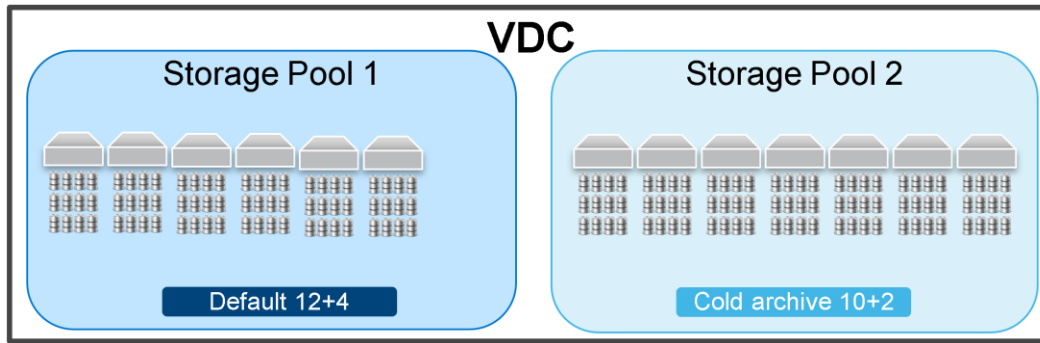 VDC
Storage Pool 1
Storage Pool 2
Default 12+4
Cold archive 10+2